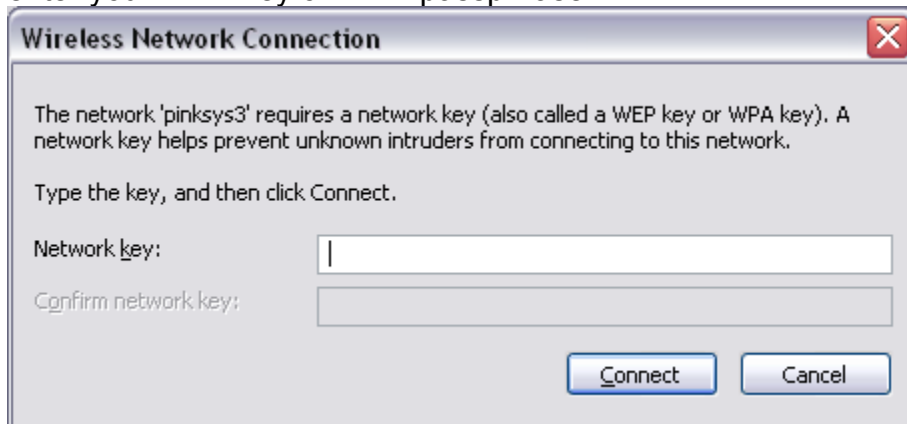 Wireless Network Connection
The network 'pinksys3' requires a network key (also called a WEP key or WPA key). A
network key helps prevent unknown intruders from connecting to this network.
Type the key, and then click Connect.
Network key:
Confirm network key:
Connect Cancel